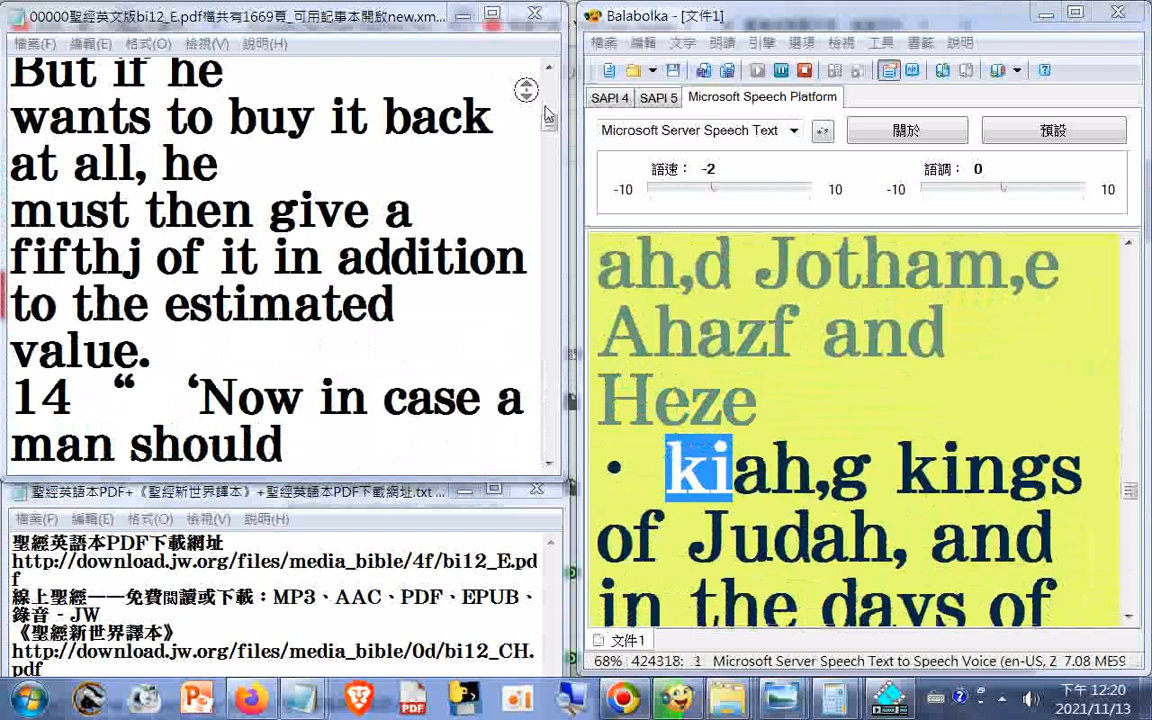 00000聖經英文版bi12_E.pdf檔共有1669頁_可用記事本開啟new.xm...
檔案(F) 編輯(E) 格式(O) 檢視(V) 說明(H)
But if he
wants to buy it back
at all, he
must then give a
fifthj of it in addition
to the estimated
value.
14 “ ‘Now in case a
man should
聖經英語本PDF+《聖經新世界譯本》+聖經英語本PDF下載網址.txt ...
檔案(F) 編輯(E) 格式(O) 檢視(V) 說明(H)
聖經英語本PDF下載網址
http://download.jw.org/files/media_bible/4f/bi12_E.pd
f
線上聖經——免費閱讀或下載：MP3、AAC、PDF、EPUB、
錄音 - JW
《聖經新世界譯本》
http://download.jw.org/files/media_bible/0d/bi12_CH.
pdf
Balabolka - [文件1]
檔案 編輯 文字 朗讀 引擎 選項 檢視 工具 書籤 說明
SAPI 4 SAPI 5 Microsoft Speech Platform
Microsoft Server Speech Text 關於 預設
語速： -2 語調： 0
-10 10 -10 10
ah,d Jotham,e
Ahazf and
Heze
· kiah,g kings
of Judah, and
in the days of
文件1
68% 424318: 1 Microsoft Server Speech Text to Speech Voice (en-US, Z 7.08 ME59
PDF
下午 12:20
2021/11/13